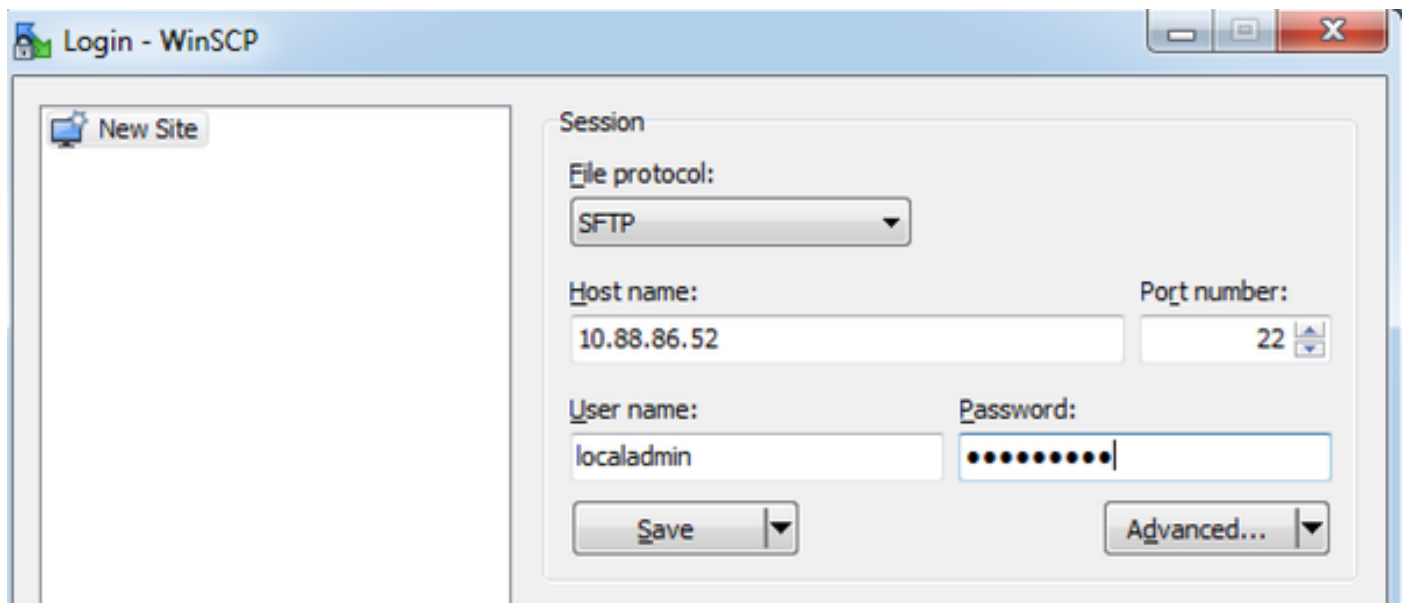 Login - WinSCP
New Site
Session
File protocol:
SFTP
Host name:
Port number:
10.88.86.52
22
User name:
Password:
localadmin
●●●●●●●●●
Save
Advanced...